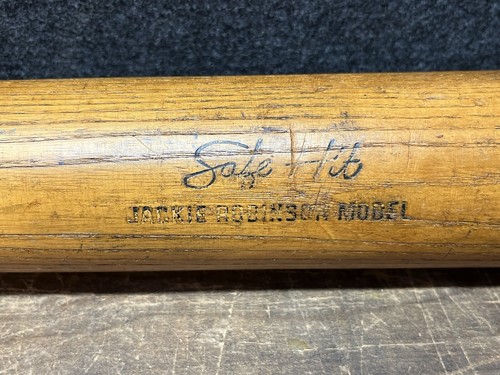 Safe Hit
JACKIE ROBINSON MODEL